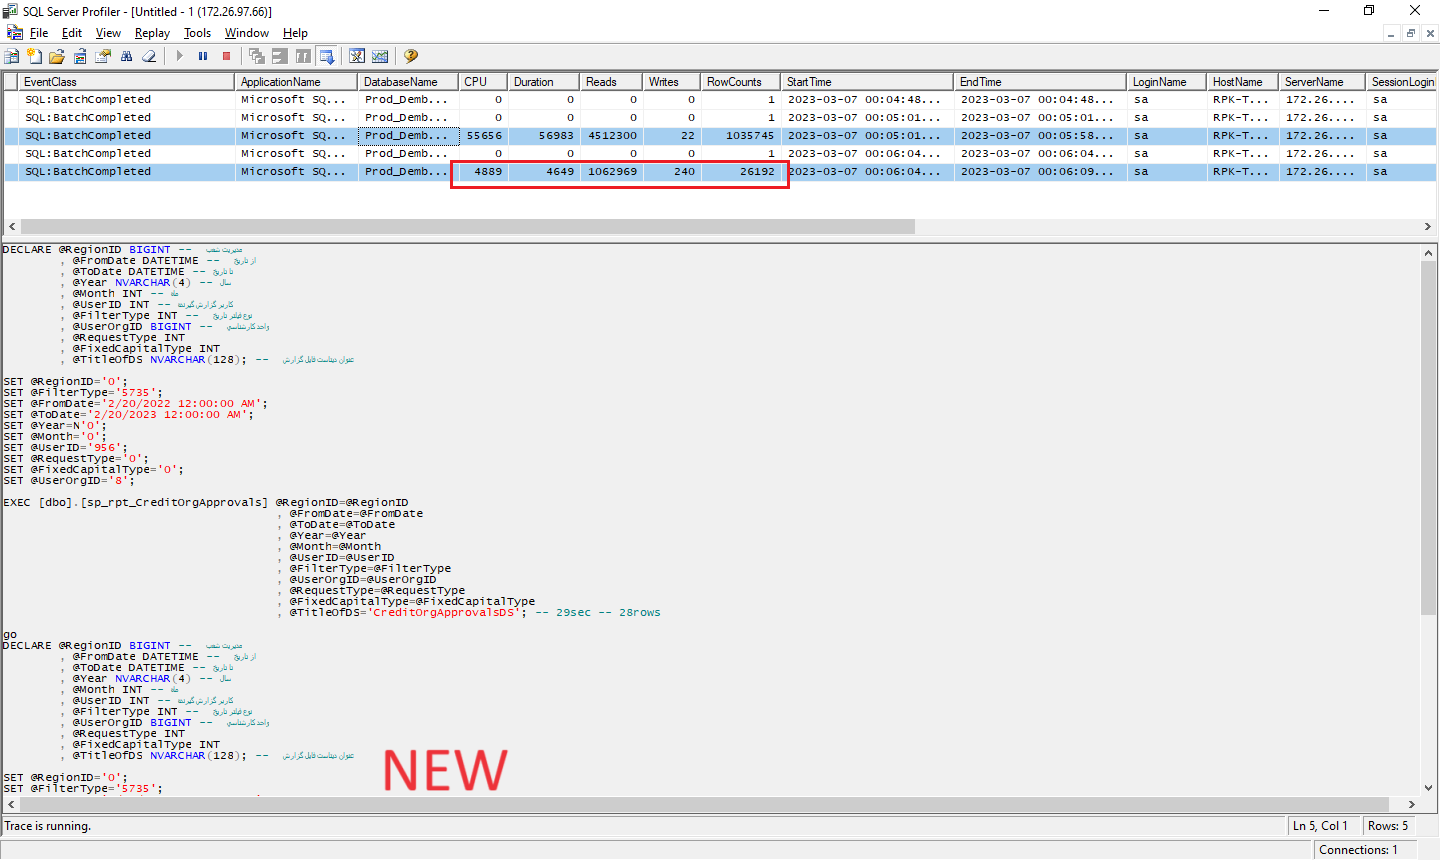 SQL Server Profiler - [Untitled - 1 (172.26.97.66)]
File Edit View Replay Tools Window Help
EventClass ApplicationName DatabaseName CPU Duration Reads Writes RowCounts StartTime EndTime LoginName HostName ServerName SessionLogin
SQL:BatchCompleted Microsoft SQ... Prod_Demb... 0 0 0 0 1 2023-03-07 00:04:48... 2023-03-07 00:04:48... sa RPK-T... 172.26.... sa
SQL:BatchCompleted Microsoft SQ... Prod_Demb... 0 0 0 0 1 2023-03-07 00:05:01... 2023-03-07 00:05:01... sa RPK-T... 172.26.... sa
SQL:BatchCompleted Microsoft SQ... Prod_Demb... 55656 56983 4512300 22 1035745 2023-03-07 00:05:01... 2023-03-07 00:05:58... sa RPK-T... 172.26.... sa
SQL:BatchCompleted Microsoft SQ... Prod_Demb... 0 0 0 0 1 2023-03-07 00:06:04... 2023-03-07 00:06:04... sa RPK-T... 172.26.... sa
SQL:BatchCompleted Microsoft SQ... Prod_Demb... 4889 4649 1062969 240 26192 2023-03-07 00:06:04... 2023-03-07 00:06:09... sa RPK-T... 172.26.... sa
DECLARE @RegionID BIGINT -- مدیریت شعب
, @FromDate DATETIME -- از تاریخ
, @ToDate DATETIME -- تا تاریخ
, @Year NVARCHAR(4) -- سال
, @Month INT -- ماه
, @UserID INT -- کاربر گزارش گیرنده
, @FilterType INT -- نوع فیلتر تاریخ
, @UserOrgID BIGINT -- واحد کارشناسی
, @RequestType INT
, @FixedCapitalType INT
, @TitleOfDS NVARCHAR(128); -- عنوان دیتاست فایل گزارش
SET @RegionID='0';
SET @FilterType='5735';
SET @FromDate='2/20/2022 12:00:00 AM';
SET @ToDate='2/20/2023 12:00:00 AM';
SET @Year=N'0';
SET @Month='0';
SET @UserID='956';
SET @RequestType='0';
SET @FixedCapitalType='0';
SET @UserOrgID='8';
EXEC [dbo].[sp_rpt_CreditOrgApprovals] @RegionID=@RegionID
, @FromDate=@FromDate
, @ToDate=@ToDate
, @Year=@Year
, @Month=@Month
, @UserID=@UserID
, @FilterType=@FilterType
, @UserOrgID=@UserOrgID
, @RequestType=@RequestType
, @FixedCapitalType=@FixedCapitalType
, @TitleOfDS='CreditOrgApprovalsDS'; -- 29sec -- 28rows
go
DECLARE @RegionID BIGINT -- مدیریت شعب
, @FromDate DATETIME -- از تاریخ
, @ToDate DATETIME -- تا تاریخ
, @Year NVARCHAR(4) -- سال
, @Month INT -- ماه
, @UserID INT -- کاربر گزارش گیرنده
, @FilterType INT -- نوع فیلتر تاریخ
, @UserOrgID BIGINT -- واحد کارشناسی
, @RequestType INT
, @FixedCapitalType INT
, @TitleOfDS NVARCHAR(128); -- عنوان دیتاست فایل گزارش
NEW
SET @RegionID='0';
SET @FilterType='5735';
Trace is running.
Ln 5, Col 1 Rows: 5
Connections: 1